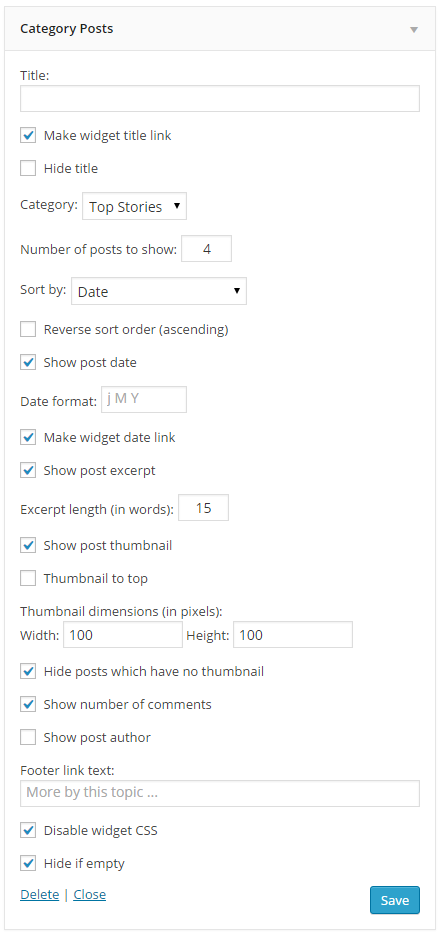 Category Posts
Title:
Make widget title link
Hide title
Category: Top Stories
Number of posts to show: 4
Sort by: Date
Reverse sort order (ascending)
Show post date
Date format: j M Y
Make widget date link
Show post excerpt
Excerpt length (in words): 15
Show post thumbnail
Thumbnail to top
Thumbnail dimensions (in pixels):
Width: 100 Height: 100
Hide posts which have no thumbnail
Show number of comments
Show post author
Footer link text:
More by this topic ...
Disable widget CSS
Hide if empty
Delete | Close Save